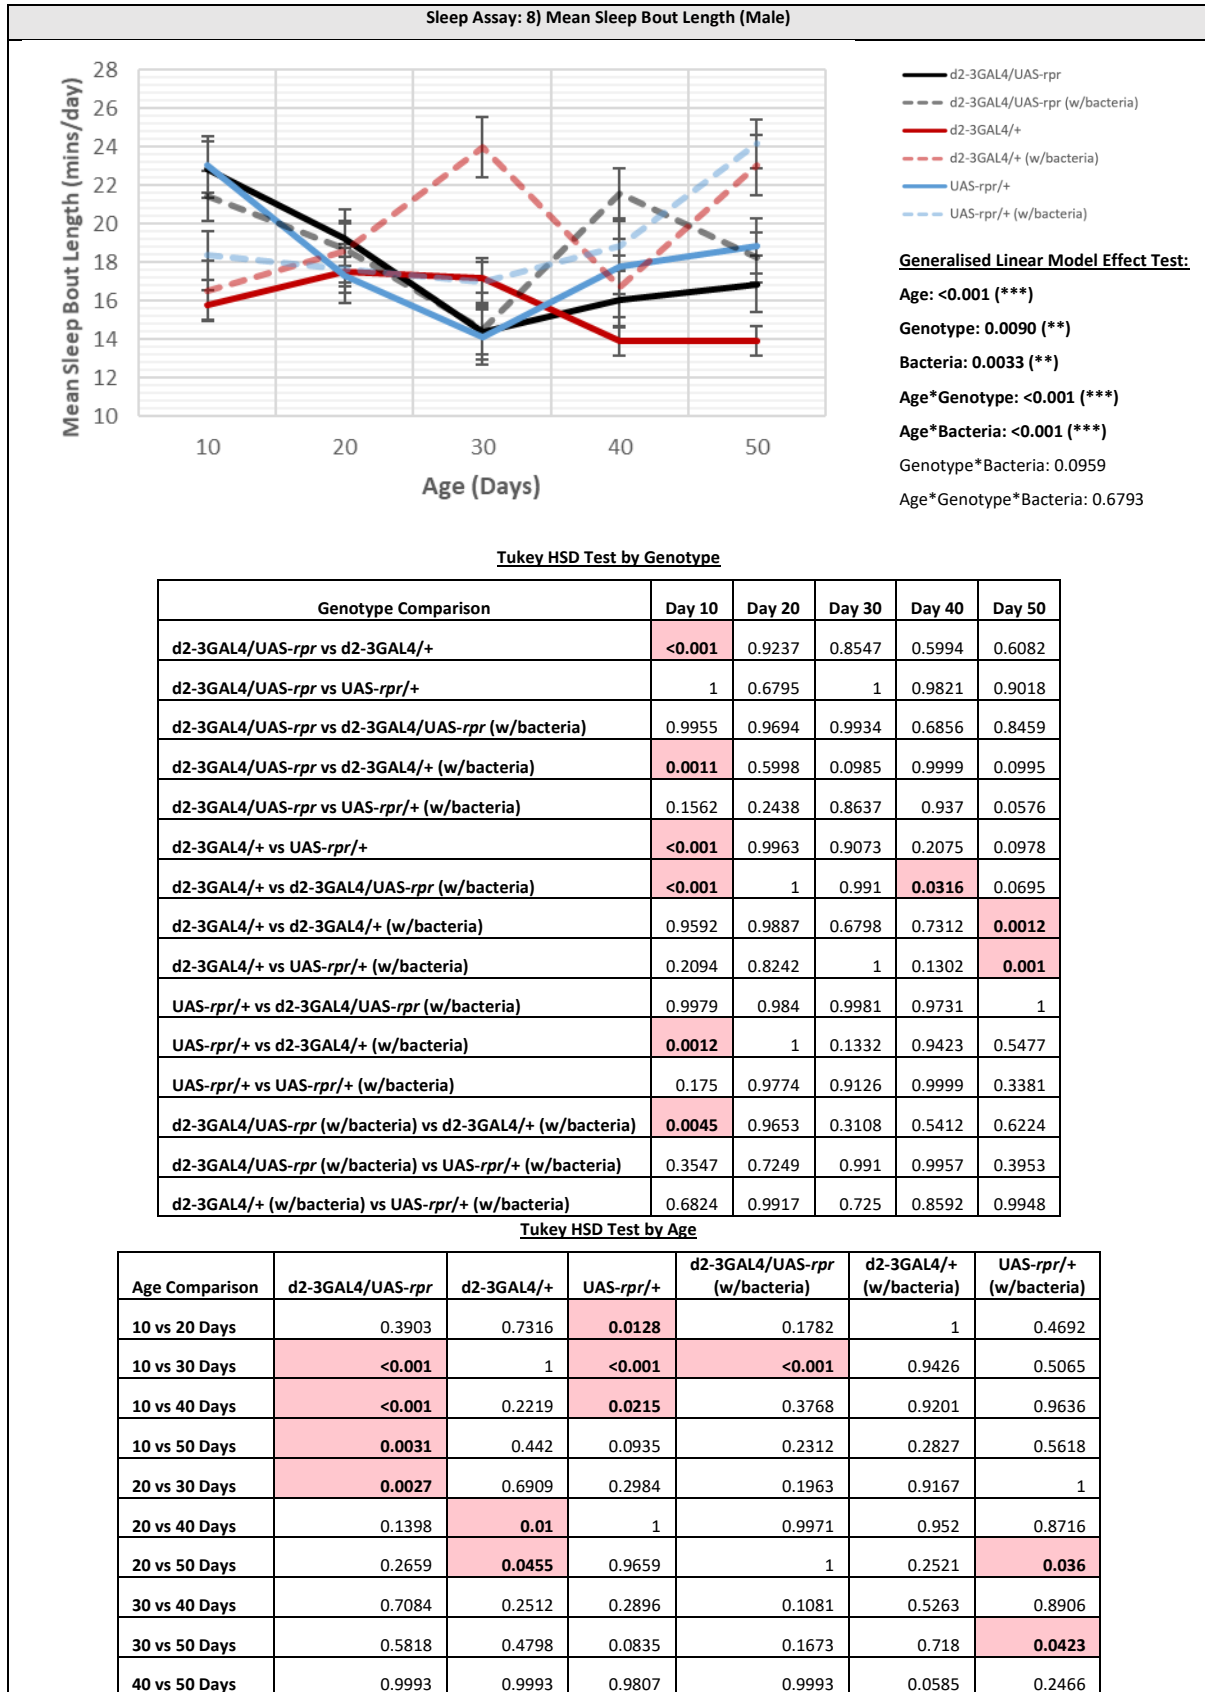 Sleep Assay: 8) Mean Sleep Bout Length (Male)
Mean Sleep Bout Length (mins/day)
28
26
24
22
20
18
16
14
12
10
10 20 30 40 50
Age (Days)
d2-3GAL4/UAS-rpr
d2-3GAL4/UAS-rpr (w/bacteria)
d2-3GAL4/+
d2-3GAL4/+ (w/bacteria)
UAS-rpr/+
UAS-rpr/+ (w/bacteria)
Generalised Linear Model Effect Test:
Age: <0.001 (***)
Genotype: 0.0090 (**)
Bacteria: 0.0033 (**)
Age*Genotype: <0.001 (***)
Age*Bacteria: <0.001 (***)
Genotype*Bacteria: 0.0959
Age*Genotype*Bacteria: 0.6793
Tukey HSD Test by Genotype
Genotype Comparison Day 10 Day 20 Day 30 Day 40 Day 50
d2-3GAL4/UAS-rpr vs d2-3GAL4/+ <0.001 0.9237 0.8547 0.5994 0.6082
d2-3GAL4/UAS-rpr vs UAS-rpr/+ 1 0.6795 1 0.9821 0.9018
d2-3GAL4/UAS-rpr vs d2-3GAL4/UAS-rpr (w/bacteria) 0.9955 0.9694 0.9934 0.6856 0.8459
d2-3GAL4/UAS-rpr vs d2-3GAL4/+ (w/bacteria) 0.0011 0.5998 0.0985 0.9999 0.0995
d2-3GAL4/UAS-rpr vs UAS-rpr/+ (w/bacteria) 0.1562 0.2438 0.8637 0.937 0.0576
d2-3GAL4/+ vs UAS-rpr/+ <0.001 0.9963 0.9073 0.2075 0.0978
d2-3GAL4/+ vs d2-3GAL4/UAS-rpr (w/bacteria) <0.001 1 0.991 0.0316 0.0695
d2-3GAL4/+ vs d2-3GAL4/+ (w/bacteria) 0.9592 0.9887 0.6798 0.7312 0.0012
d2-3GAL4/+ vs UAS-rpr/+ (w/bacteria) 0.2094 0.8242 1 0.1302 0.001
UAS-rpr/+ vs d2-3GAL4/UAS-rpr (w/bacteria) 0.9979 0.984 0.9981 0.9731 1
UAS-rpr/+ vs d2-3GAL4/+ (w/bacteria) 0.0012 1 0.1332 0.9423 0.5477
UAS-rpr/+ vs UAS-rpr/+ (w/bacteria) 0.175 0.9774 0.9126 0.9999 0.3381
d2-3GAL4/UAS-rpr (w/bacteria) vs d2-3GAL4/+ (w/bacteria) 0.0045 0.9653 0.3108 0.5412 0.6224
d2-3GAL4/UAS-rpr (w/bacteria) vs UAS-rpr/+ (w/bacteria) 0.3547 0.7249 0.991 0.9957 0.3953
d2-3GAL4/+ (w/bacteria) vs UAS-rpr/+ (w/bacteria) 0.6824 0.9917 0.725 0.8592 0.9948
Tukey HSD Test by Age
Age Comparison d2-3GAL4/UAS-rpr d2-3GAL4/+ UAS-rpr/+ d2-3GAL4/UAS-rpr (w/bacteria) d2-3GAL4/+ (w/bacteria) UAS-rpr/+ (w/bacteria)
10 vs 20 Days 0.3903 0.7316 0.0128 0.1782 1 0.4692
10 vs 30 Days <0.001 1 <0.001 <0.001 0.9426 0.5065
10 vs 40 Days <0.001 0.2219 0.0215 0.3768 0.9201 0.9636
10 vs 50 Days 0.0031 0.442 0.0935 0.2312 0.2827 0.5618
20 vs 30 Days 0.0027 0.6909 0.2984 0.1963 0.9167 1
20 vs 40 Days 0.1398 0.01 1 0.9971 0.952 0.8716
20 vs 50 Days 0.2659 0.0455 0.9659 1 0.2521 0.036
30 vs 40 Days 0.7084 0.2512 0.2896 0.1081 0.5263 0.8906
30 vs 50 Days 0.5818 0.4798 0.0835 0.1673 0.718 0.0423
40 vs 50 Days 0.9993 0.9993 0.9807 0.9993 0.0585 0.2466